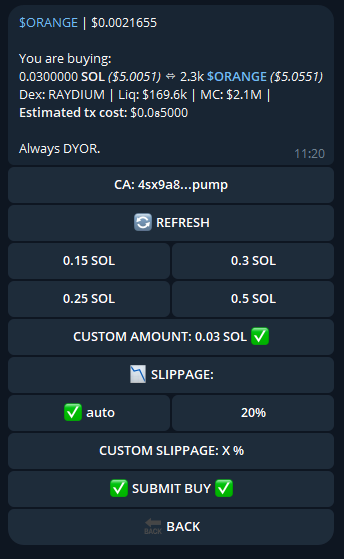 $ORANGE | $0.0021655
You are buying:
0.0300000 SOL ($5.0051) ⇔ 2.3k $ORANGE ($5.0551)
Dex: RAYDIUM | Liq: $169.6k | MC: $2.1M |
Estimated tx cost: $0.0₈5000
Always DYOR.
11:20
CA: 4sx9a8...pump
REFRESH
0.15 SOL 0.3 SOL
0.25 SOL 0.5 SOL
CUSTOM AMOUNT: 0.03 SOL ✅
SLIPPAGE:
✅ auto 20%
CUSTOM SLIPPAGE: X %
✅ SUBMIT BUY ✅
BACK BACK